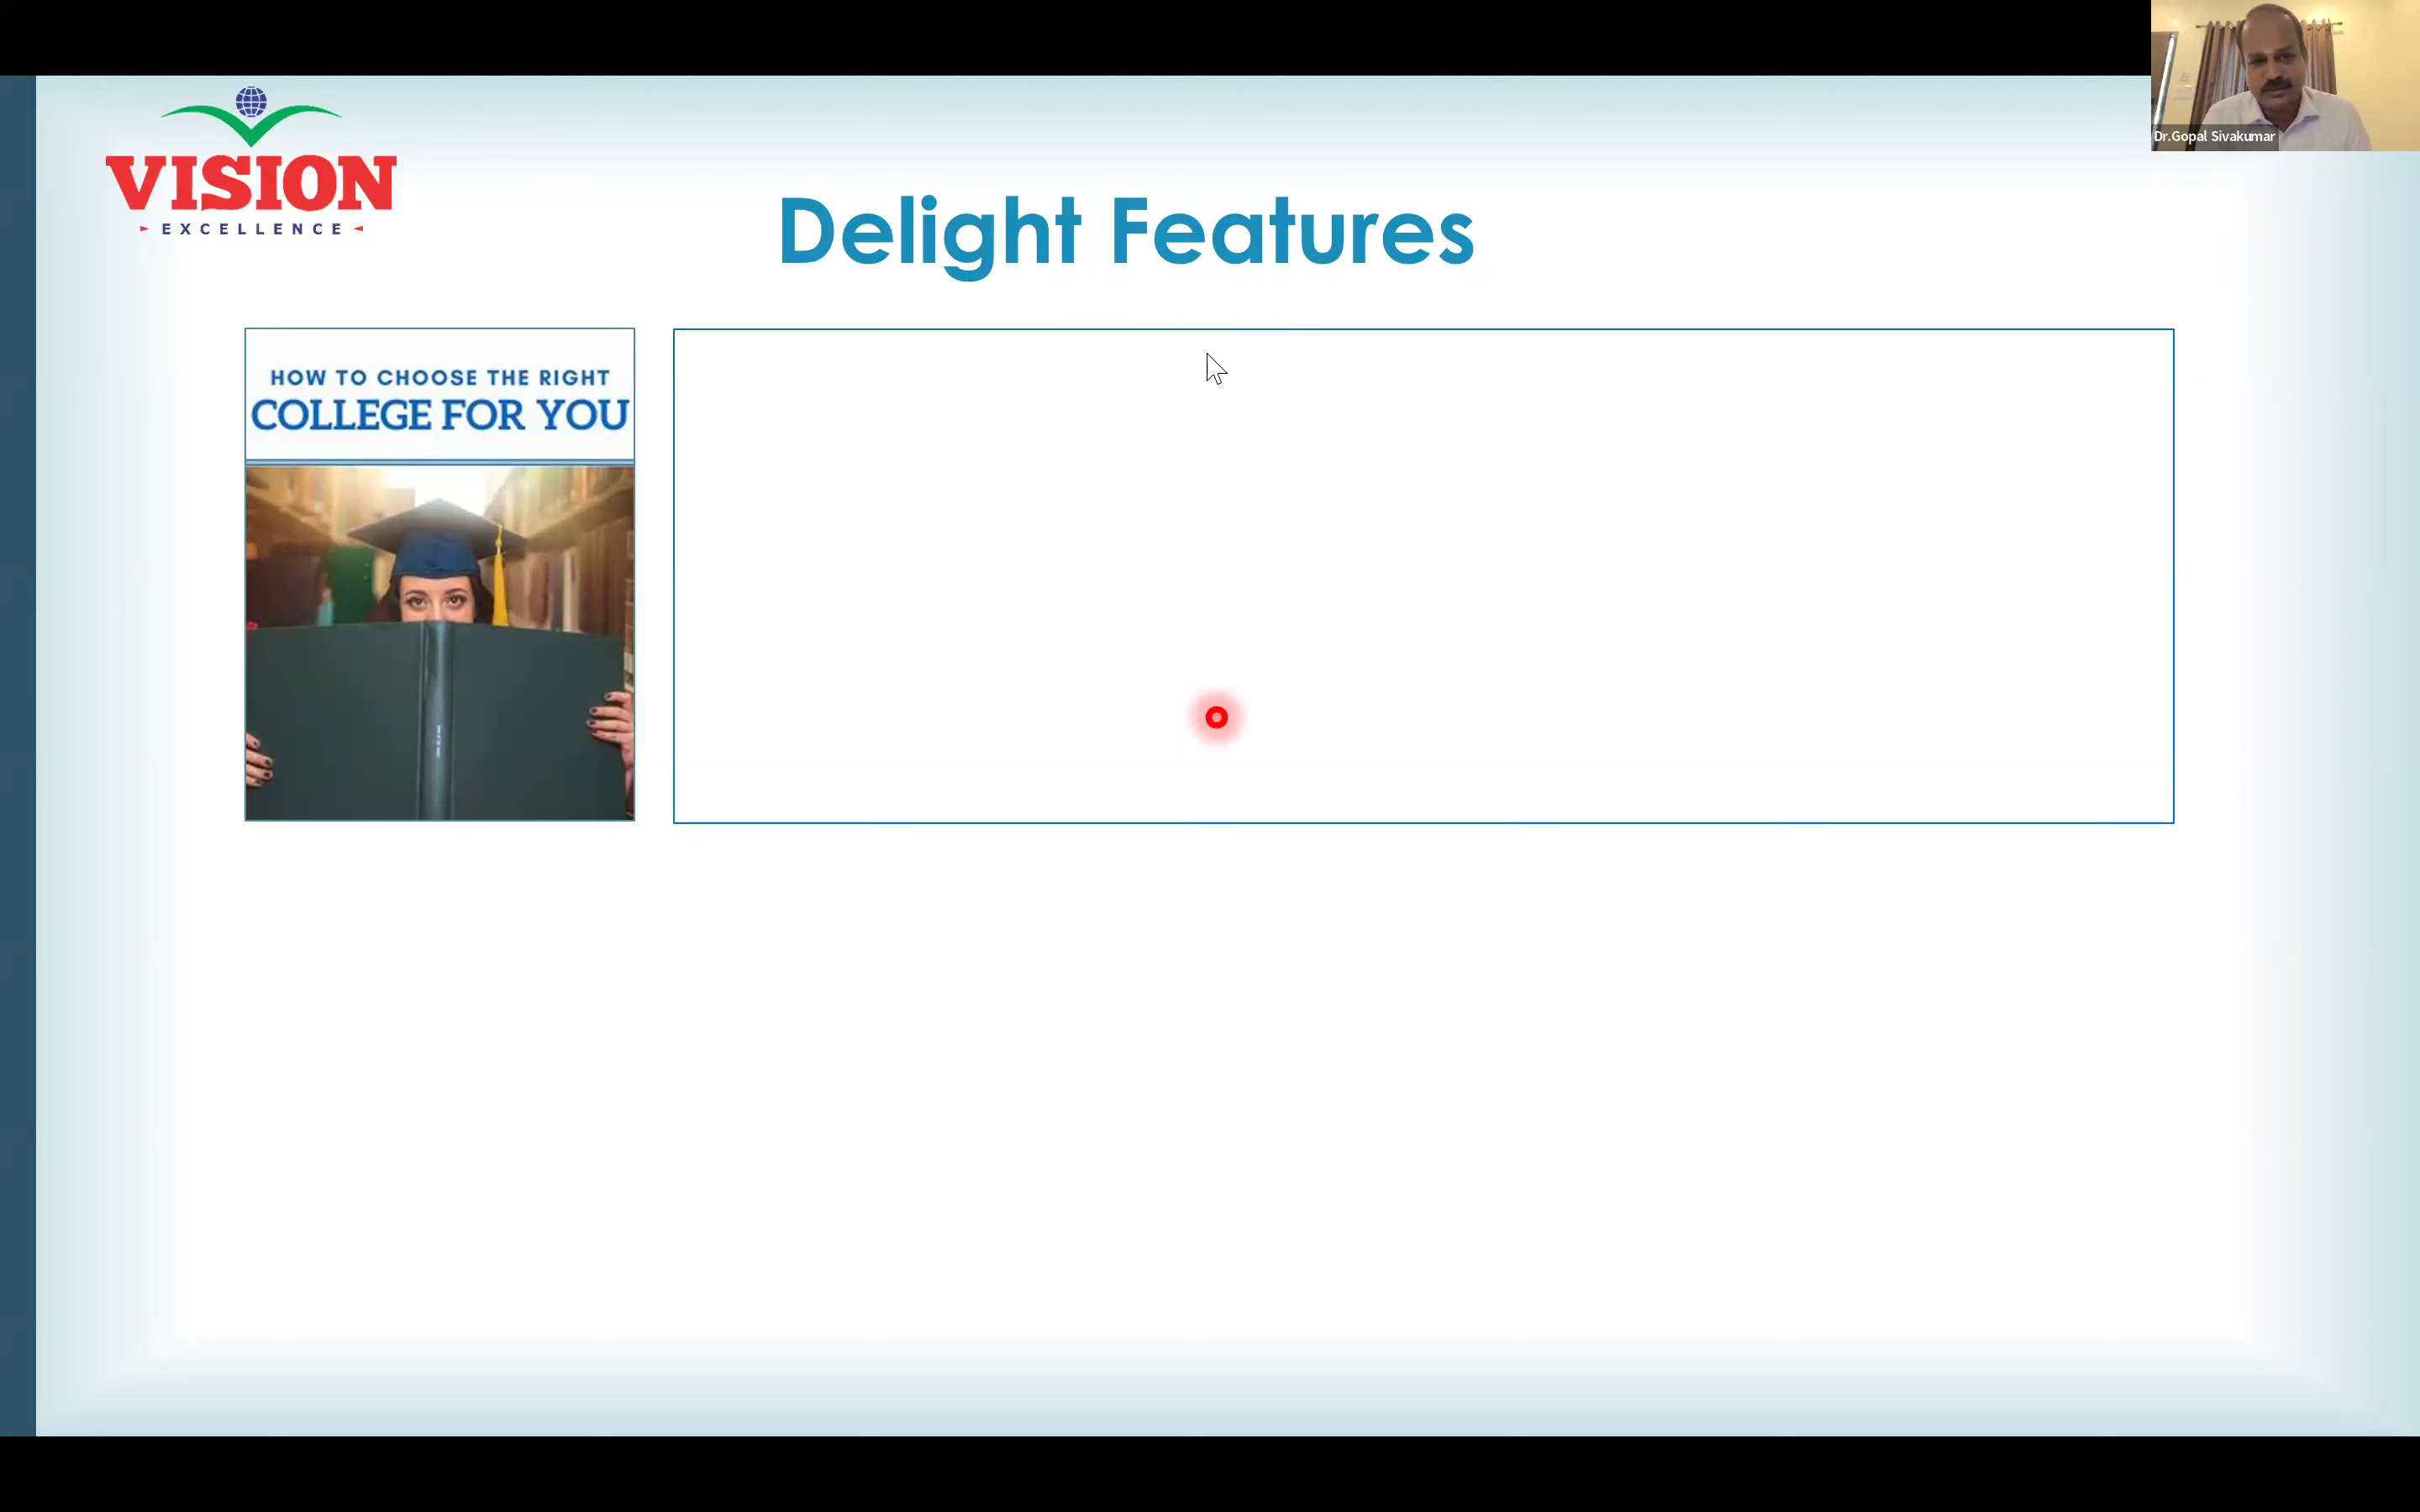 Dr.Gopal Sivakumar
VISION
EXCELLENCE
Delight Features
HOW TO CHOOSE THE RIGHT
COLLEGE FOR YOU